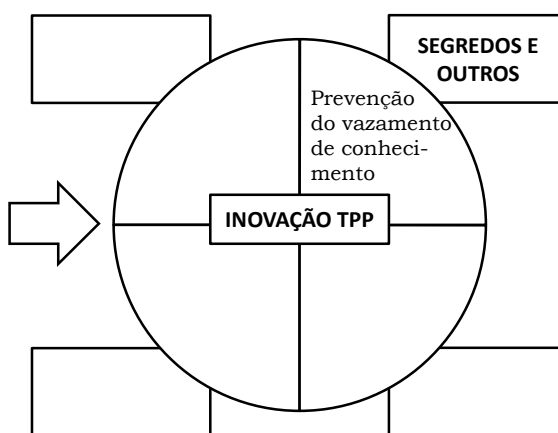 SEGREDOS E
OUTROS
Prevenção
do vazamento
de conheci-
mento
INOVAÇÃO TPP